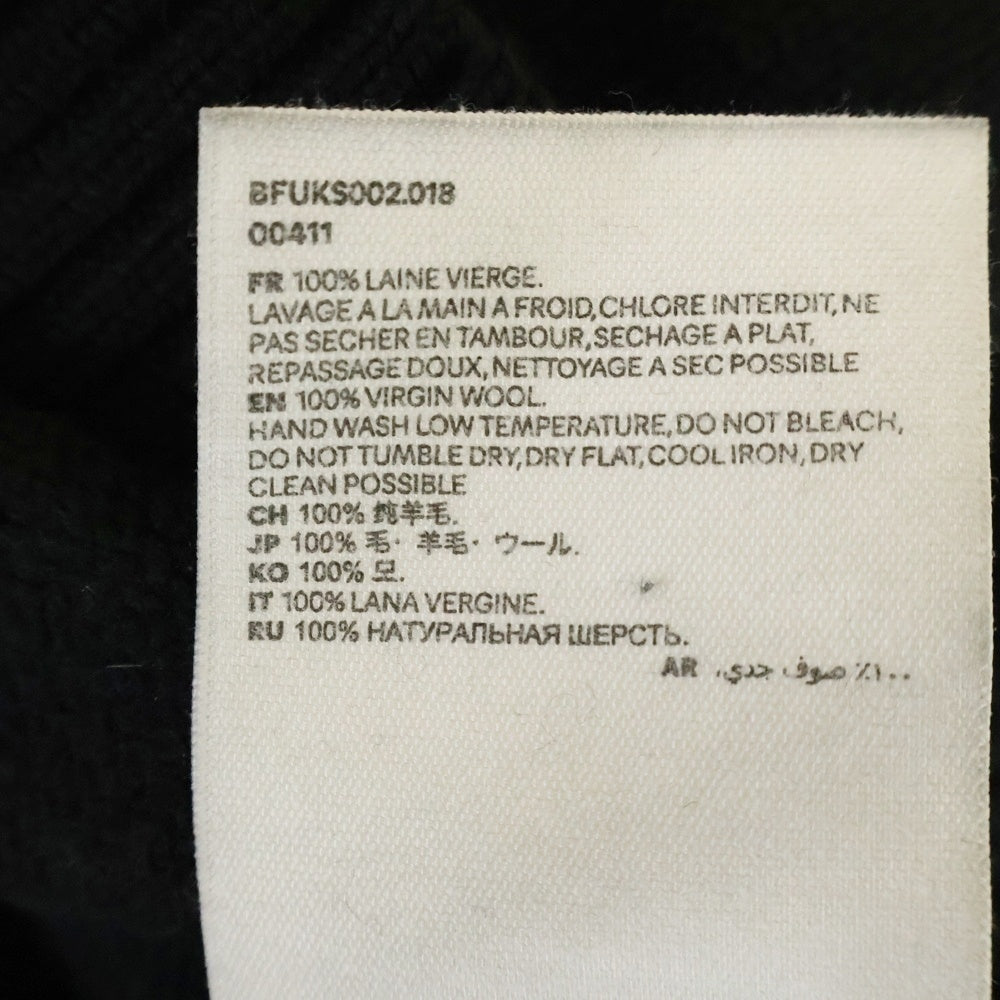 BFUKS002.018
00411
FR 100% LAINE VIERGE.
LAVAGE A LA MAIN A FROID,CHLORE INTERDIT, NE
PAS SECHER EN TAMBOUR,SECHAGE A PLAT,
REPASSAGE DOUX, NETTOYAGE A SEC POSSIBLE
EN 100% VIRGIN WOOL.
HAND WASH LOW TEMPERATURE, DO NOT BLEACH,
DO NOT TUMBLE DRY, DRY FLAT, COOL IRON, DRY
CLEAN POSSIBLE
CH 100% 纯羊毛.
JP 100% 毛· 羊毛· ウール.
KO 100% 모.
IT 100% LANA VERGINE.
RU 100% НАТУРАЛЬНАЯ ШЕРСТЬ.
AR ١٠٠٪ صوف جدي.